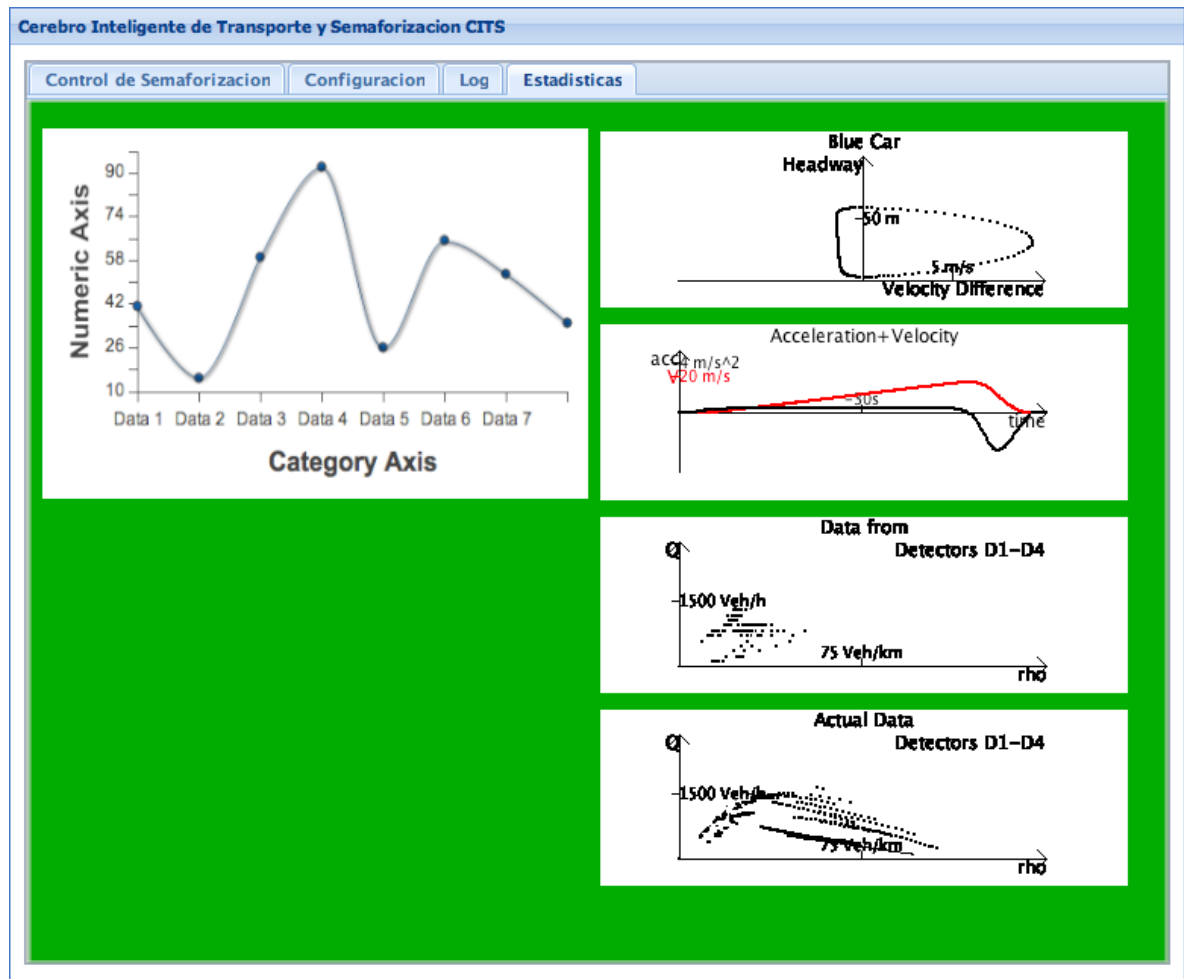 Cerebro Inteligente de Transporte y Semaforizacion CITS
Control de Semaforizacion Configuracion Log Estadisticas
Numeric Axis
90
74
58
42
26
10
Data 1 Data 2 Data 3 Data 4 Data 5 Data 6 Data 7
Category Axis
Blue Car
Headway
50 m
5 m/s
Velocity Difference
Acceleration+Velocity
acc
4 m/s^2
20 m/s
50s
time
Data from
Q Detectors D1-D4
1500 Veh/h
75 Veh/km
rho
Actual Data
Q Detectors D1-D4
1500 Veh/h
75 Veh/km
rho